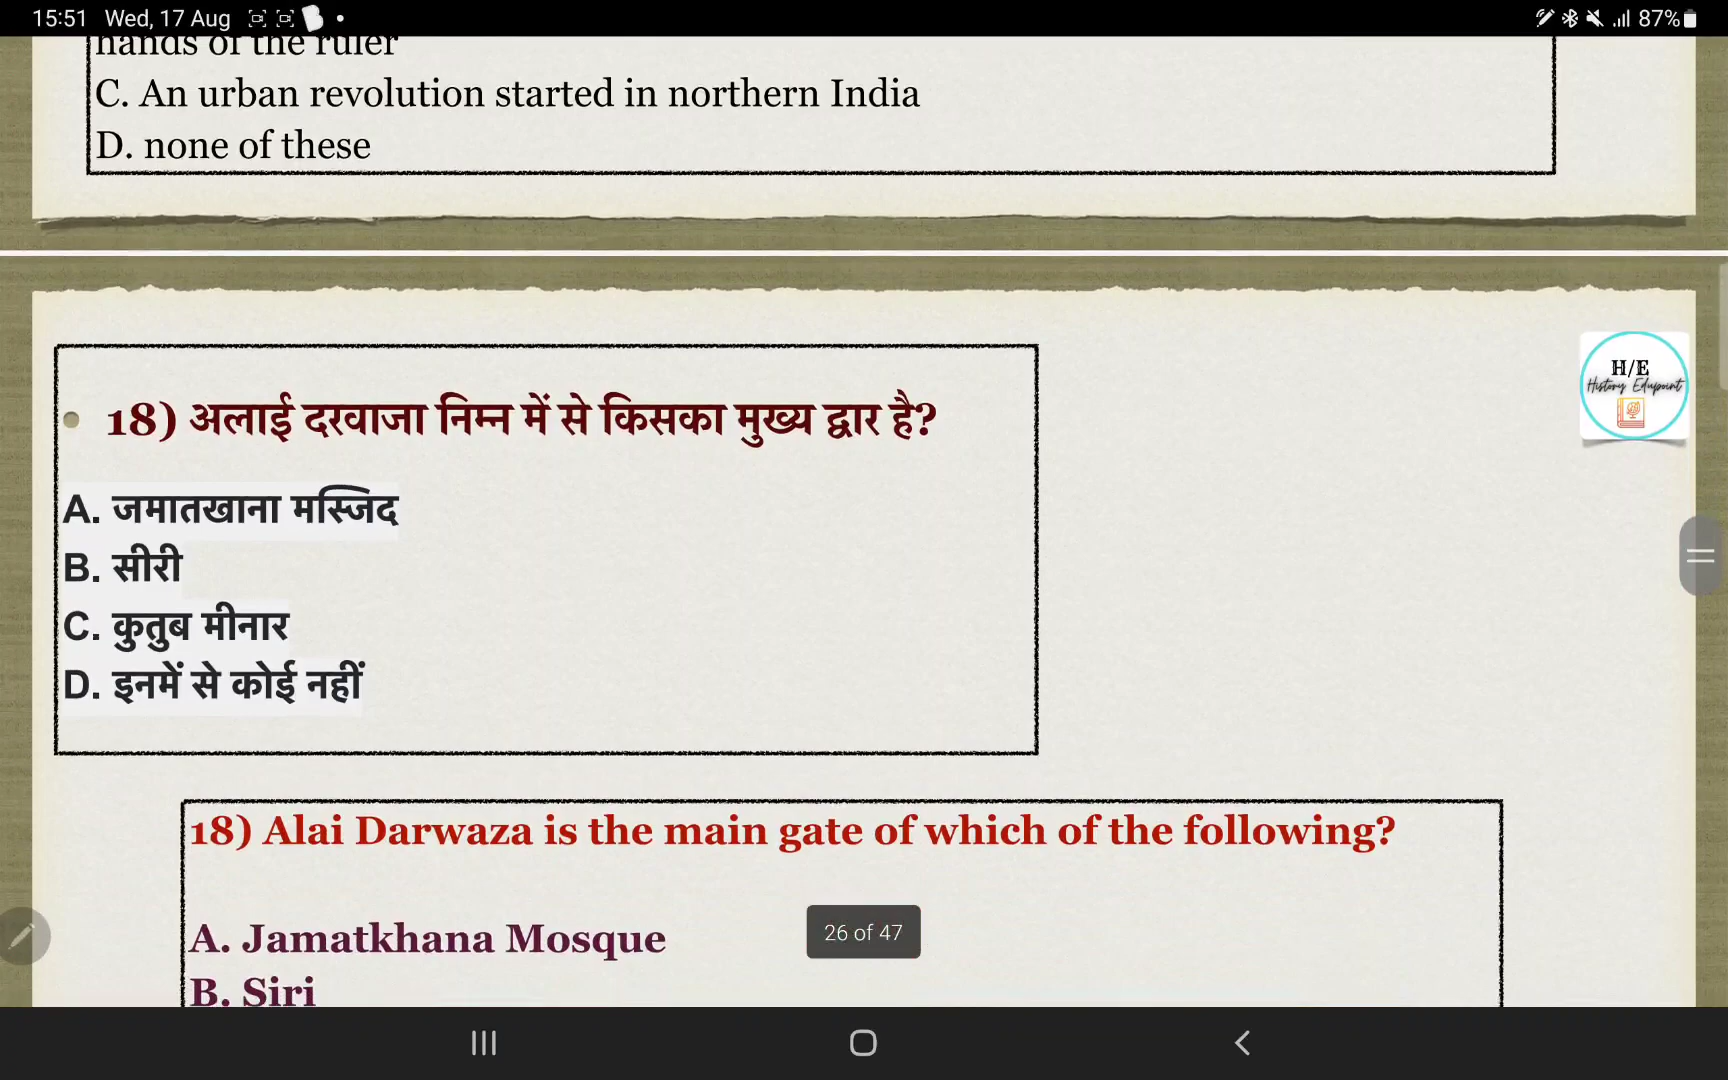 15:51 Wed, 17 Aug
87%
hands of the ruler
C. An urban revolution started in northern India
D. none of these
H/E
History Edupoint
18) अलाई दरवाजा निम्न में से किसका मुख्य द्वार है?
A. जमातखाना मस्जिद
B. सीरी
C. कुतुब मीनार
D. इनमें से कोई नहीं
18) Alai Darwaza is the main gate of which of the following?
A. Jamatkhana Mosque
26 of 47
B. Siri